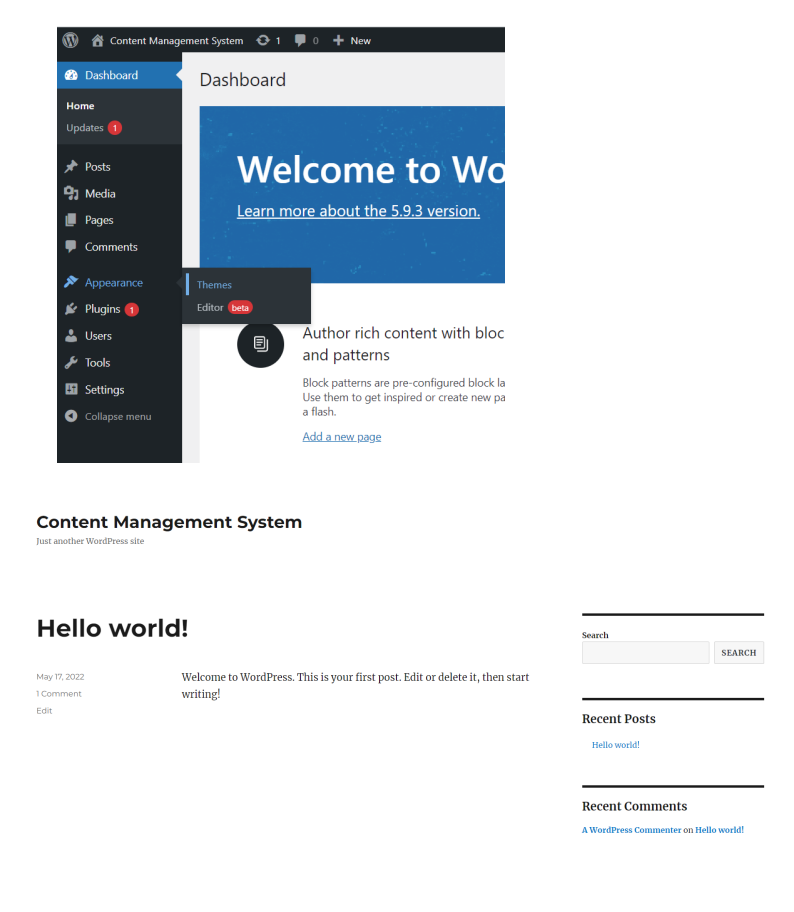 Content Management System 1 0 New
Dashboard
Dashboard
Home
Updates 1
Welcome to Wo
Learn more about the 5.9.3 version.
Posts
Media
Pages
Comments
Appearance
Themes
Editor beta
Plugins 1
Users
Tools
Settings
Collapse menu
Author rich content with bloc
and patterns
Block patterns are pre-configured block la
Use them to get inspired or create new pa
a flash.
Add a new page
Content Management System
Just another WordPress site
Hello world!
May 17, 2022
1 Comment
Edit
Welcome to WordPress. This is your first post. Edit or delete it, then start
writing!
Search
SEARCH
Recent Posts
Hello world!
Recent Comments
A WordPress Commenter on Hello world!